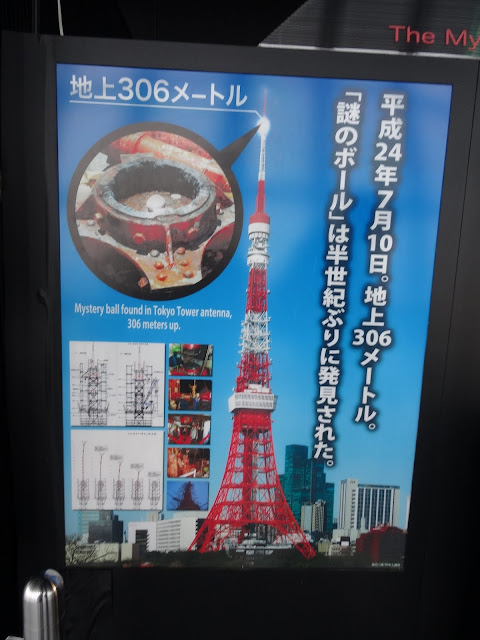 The My
地上306メートル
平成24年7月10日。地上306メートル。
「謎のボール」は半世紀ぶりに発見された。
Mystery ball found in Tokyo Tower antenna,
306 meters up.